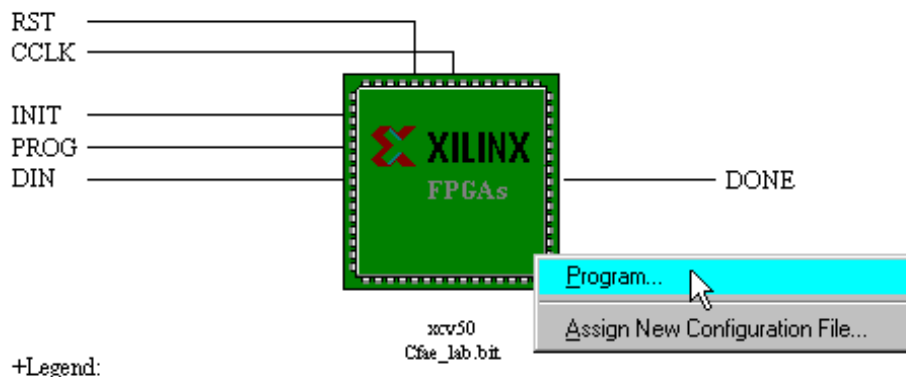 RST
CCLK
INIT
PROG
DIN
XILINX
FPGAs
DONE
Program...
Assign New Configuration File...
xcv50
Cfae_lab.bit
+Legend: